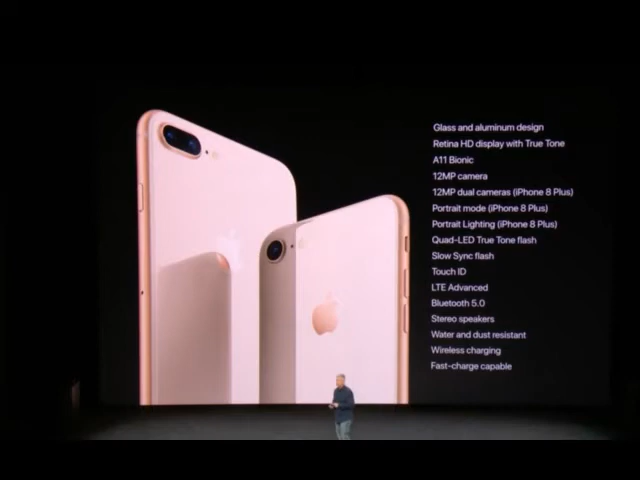 Glass and aluminum design
Retina HD display with True Tone
A11 Bionic
12MP camera
12MP dual cameras (iPhone 8 Plus)
Portrait mode (iPhone 8 Plus)
Portrait Lighting (iPhone 8 Plus)
Quad-LED True Tone flash
Slow Sync flash
Touch ID
LTE Advanced
Bluetooth 5.0
Stereo speakers
Water and dust resistant
Wireless charging
Fast-charge capable